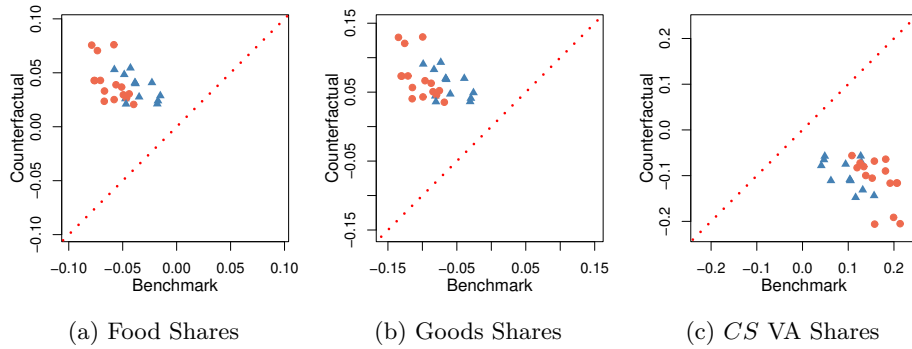 0.10
0.05
0.00
−0.05
−0.10
Counterfactual
−0.10 −0.05 0.00 0.05 0.10
Benchmark
(a) Food Shares
0.15
0.05
−0.05
−0.15
Counterfactual
−0.15 −0.05 0.05 0.15
Benchmark
(b) Goods Shares
0.2
0.1
0.0
−0.1
−0.2
Counterfactual
−0.2 −0.1 0.0 0.1 0.2
Benchmark
(c) CS VA Shares